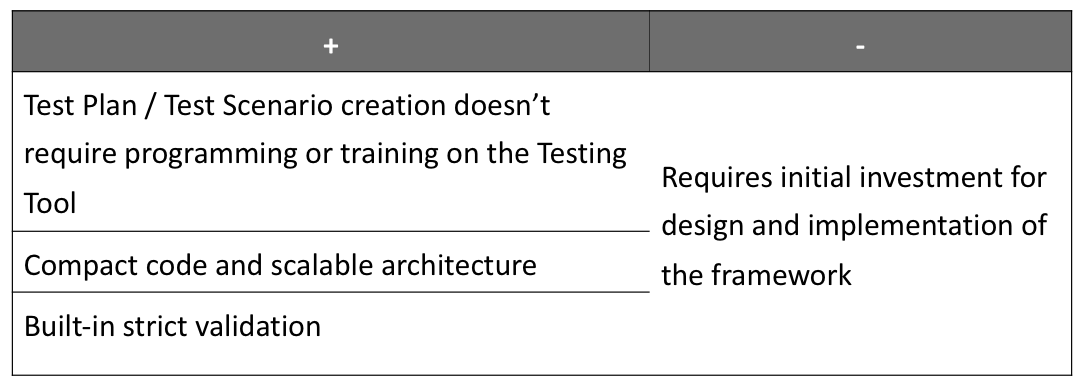 +
-
Test Plan / Test Scenario creation doesn’t
require programming or training on the Testing
Tool
Compact code and scalable architecture
Built-in strict validation
Requires initial investment for
design and implementation of
the framework